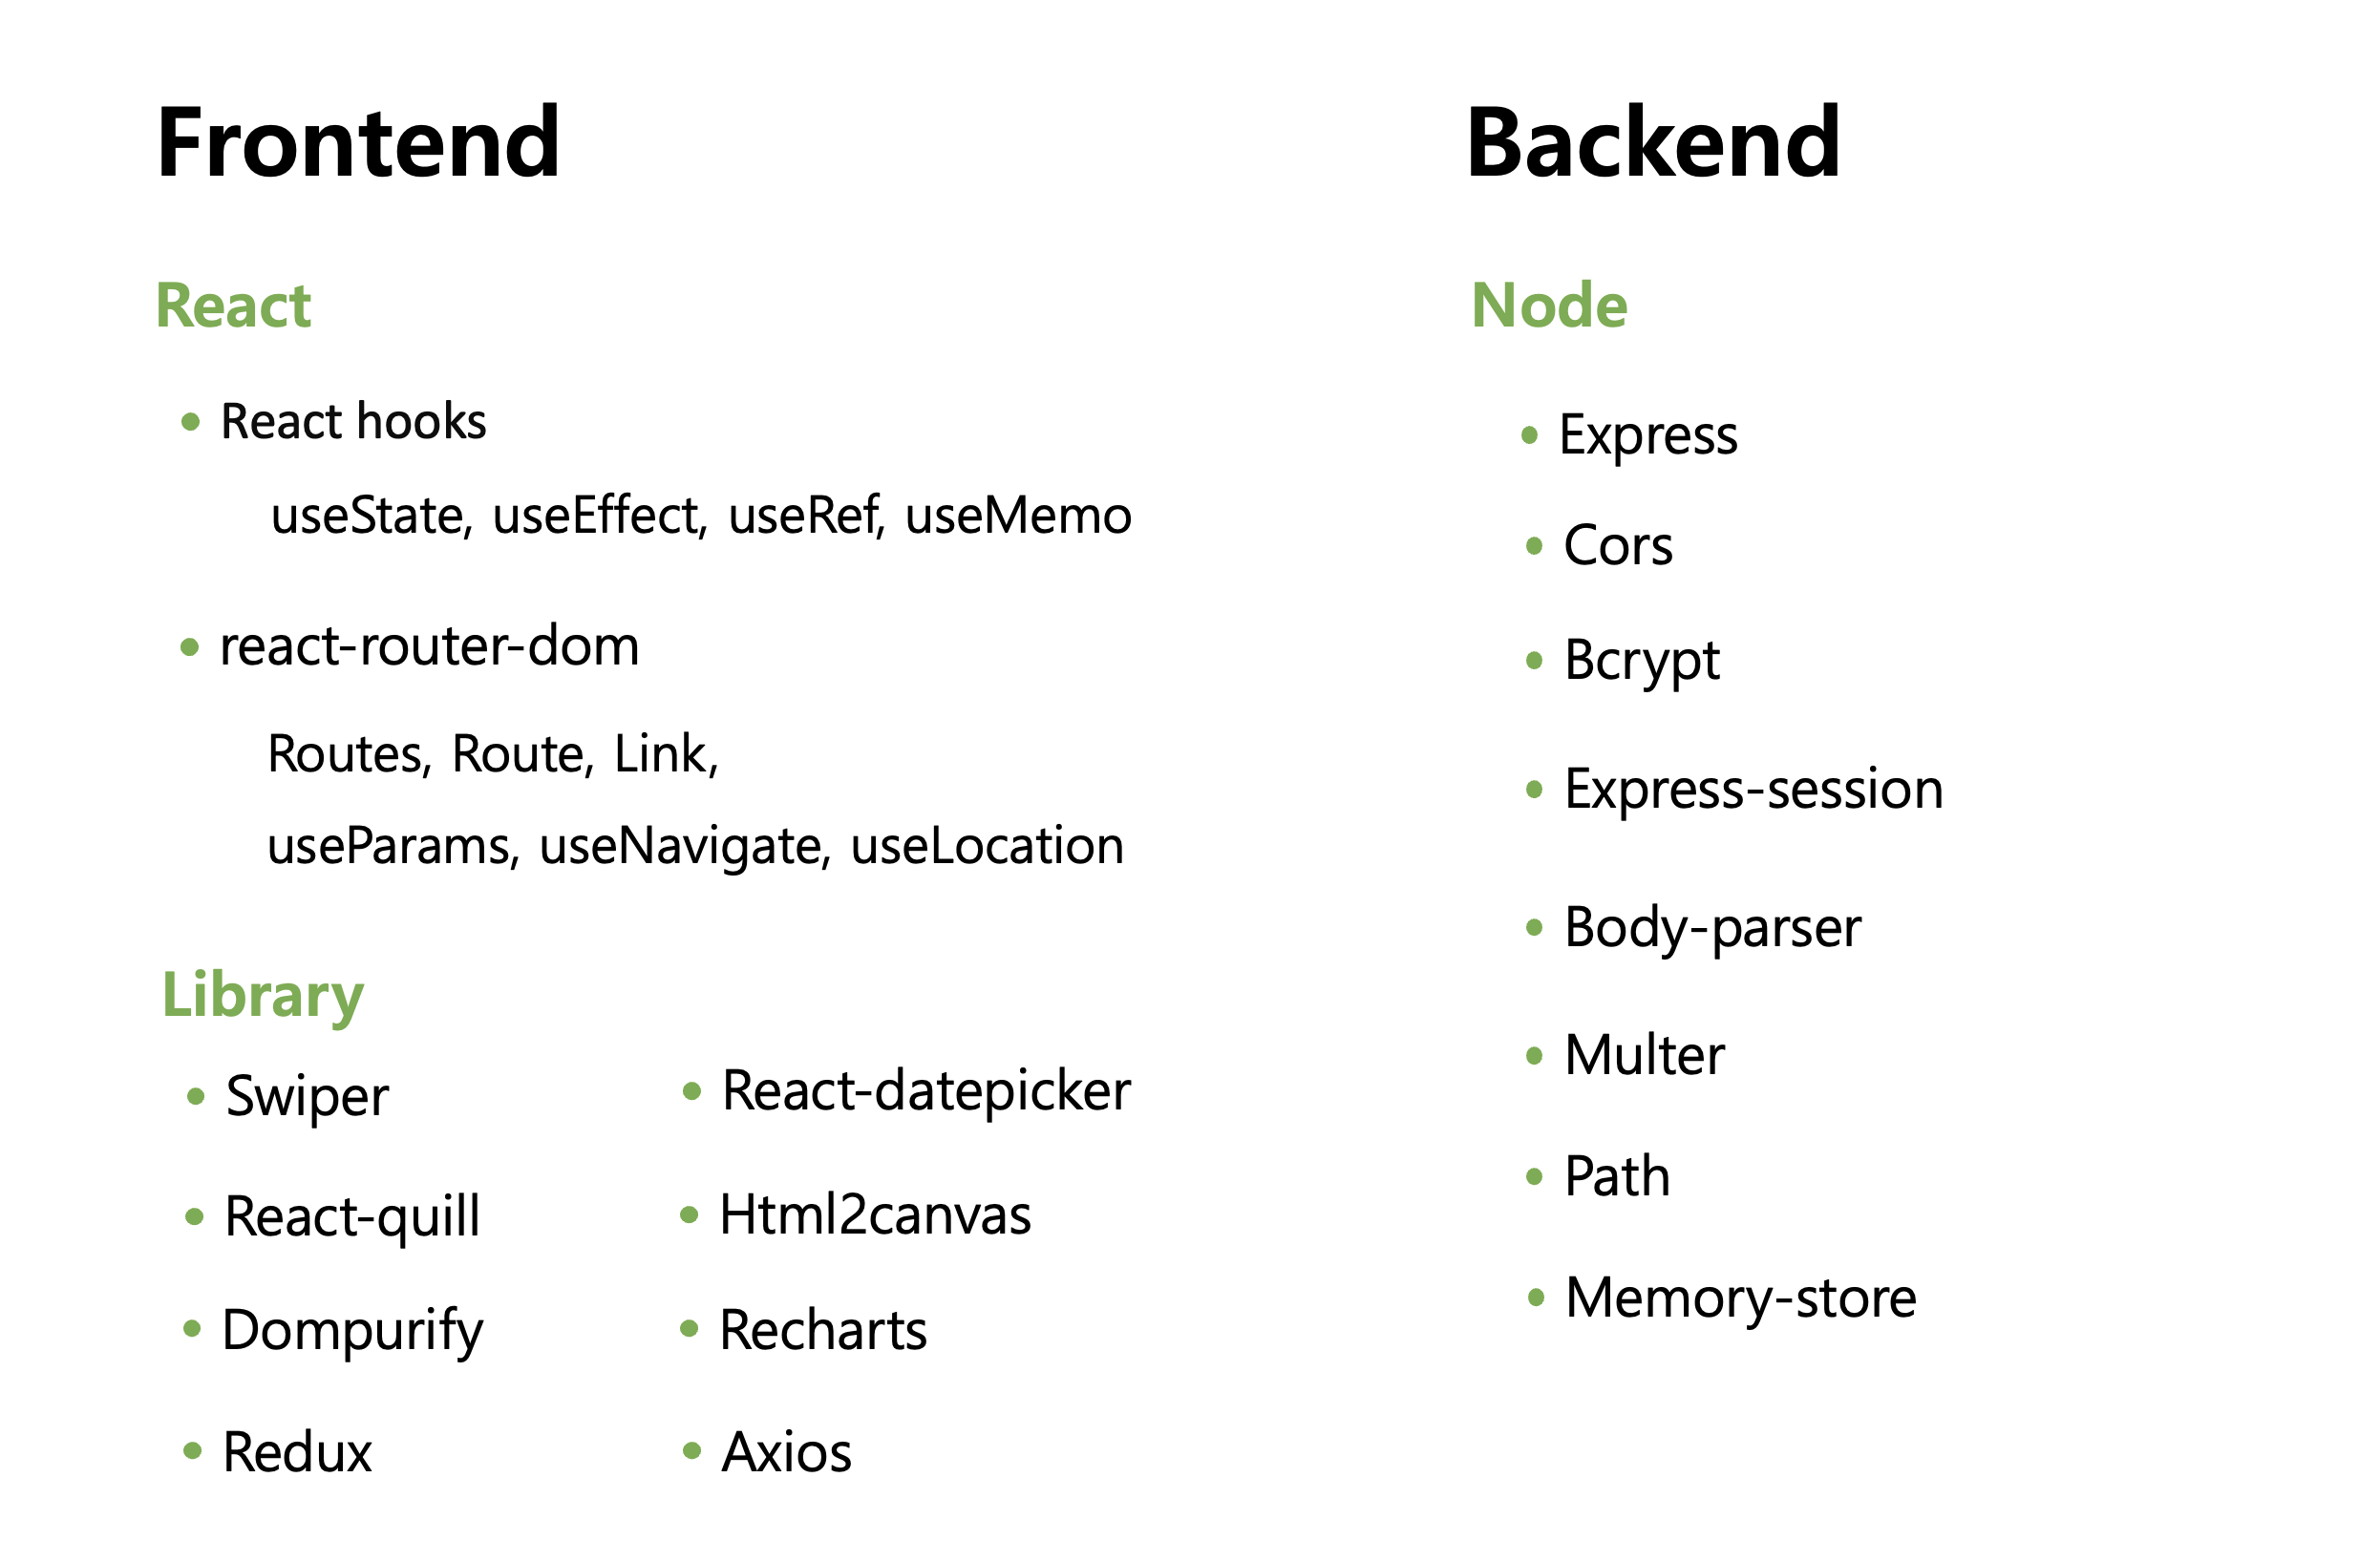 Frontend
React
React hooks
useState, useEffect, useRef, useMemo
react-router-dom
Routes, Route, Link,
useParams, useNavigate, useLocation
Library
Swiper
React-quill
Dompurify
Redux
React-datepicker
Html2canvas
Recharts
Axios
Backend
Node
Express
Cors
Bcrypt
Express-session
Body-parser
Multer
Path
Memory-store